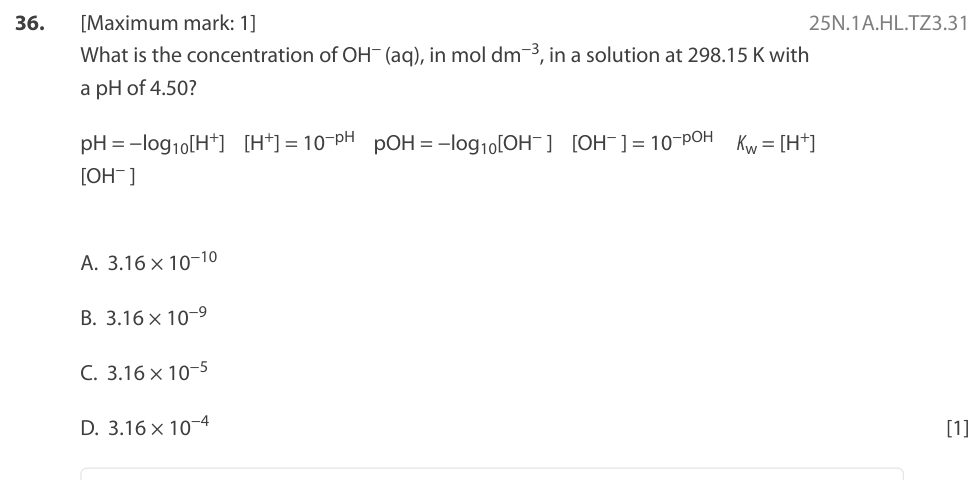 36. [Maximum mark: 1] 25N.1A.HL.TZ3.31
What is the concentration of OH⁻ (aq), in mol dm⁻³, in a solution at 298.15 K with
a pH of 4.50?
pH = −log₁₀[H⁺] [H⁺] = 10⁻ᵖᴴ pOH = −log₁₀[OH⁻ ] [OH⁻ ] = 10⁻ᵖᴼᴴ K_w = [H⁺]
[OH⁻ ]
A. 3.16 × 10⁻¹⁰
B. 3.16 × 10⁻⁹
C. 3.16 × 10⁻⁵
D. 3.16 × 10⁻⁴ [1]